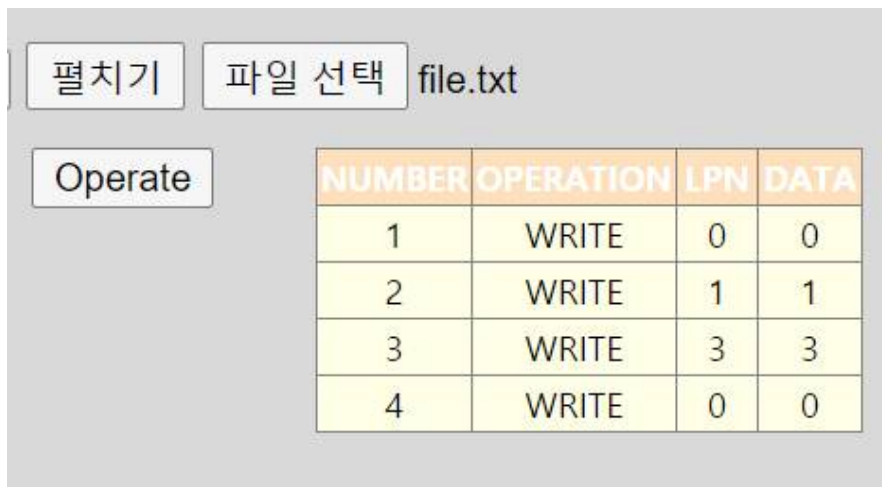 펼치기 파일 선택 file.txt
Operate
NUMBER OPERATION LPN DATA
1 WRITE 0 0
2 WRITE 1 1
3 WRITE 3 3
4 WRITE 0 0